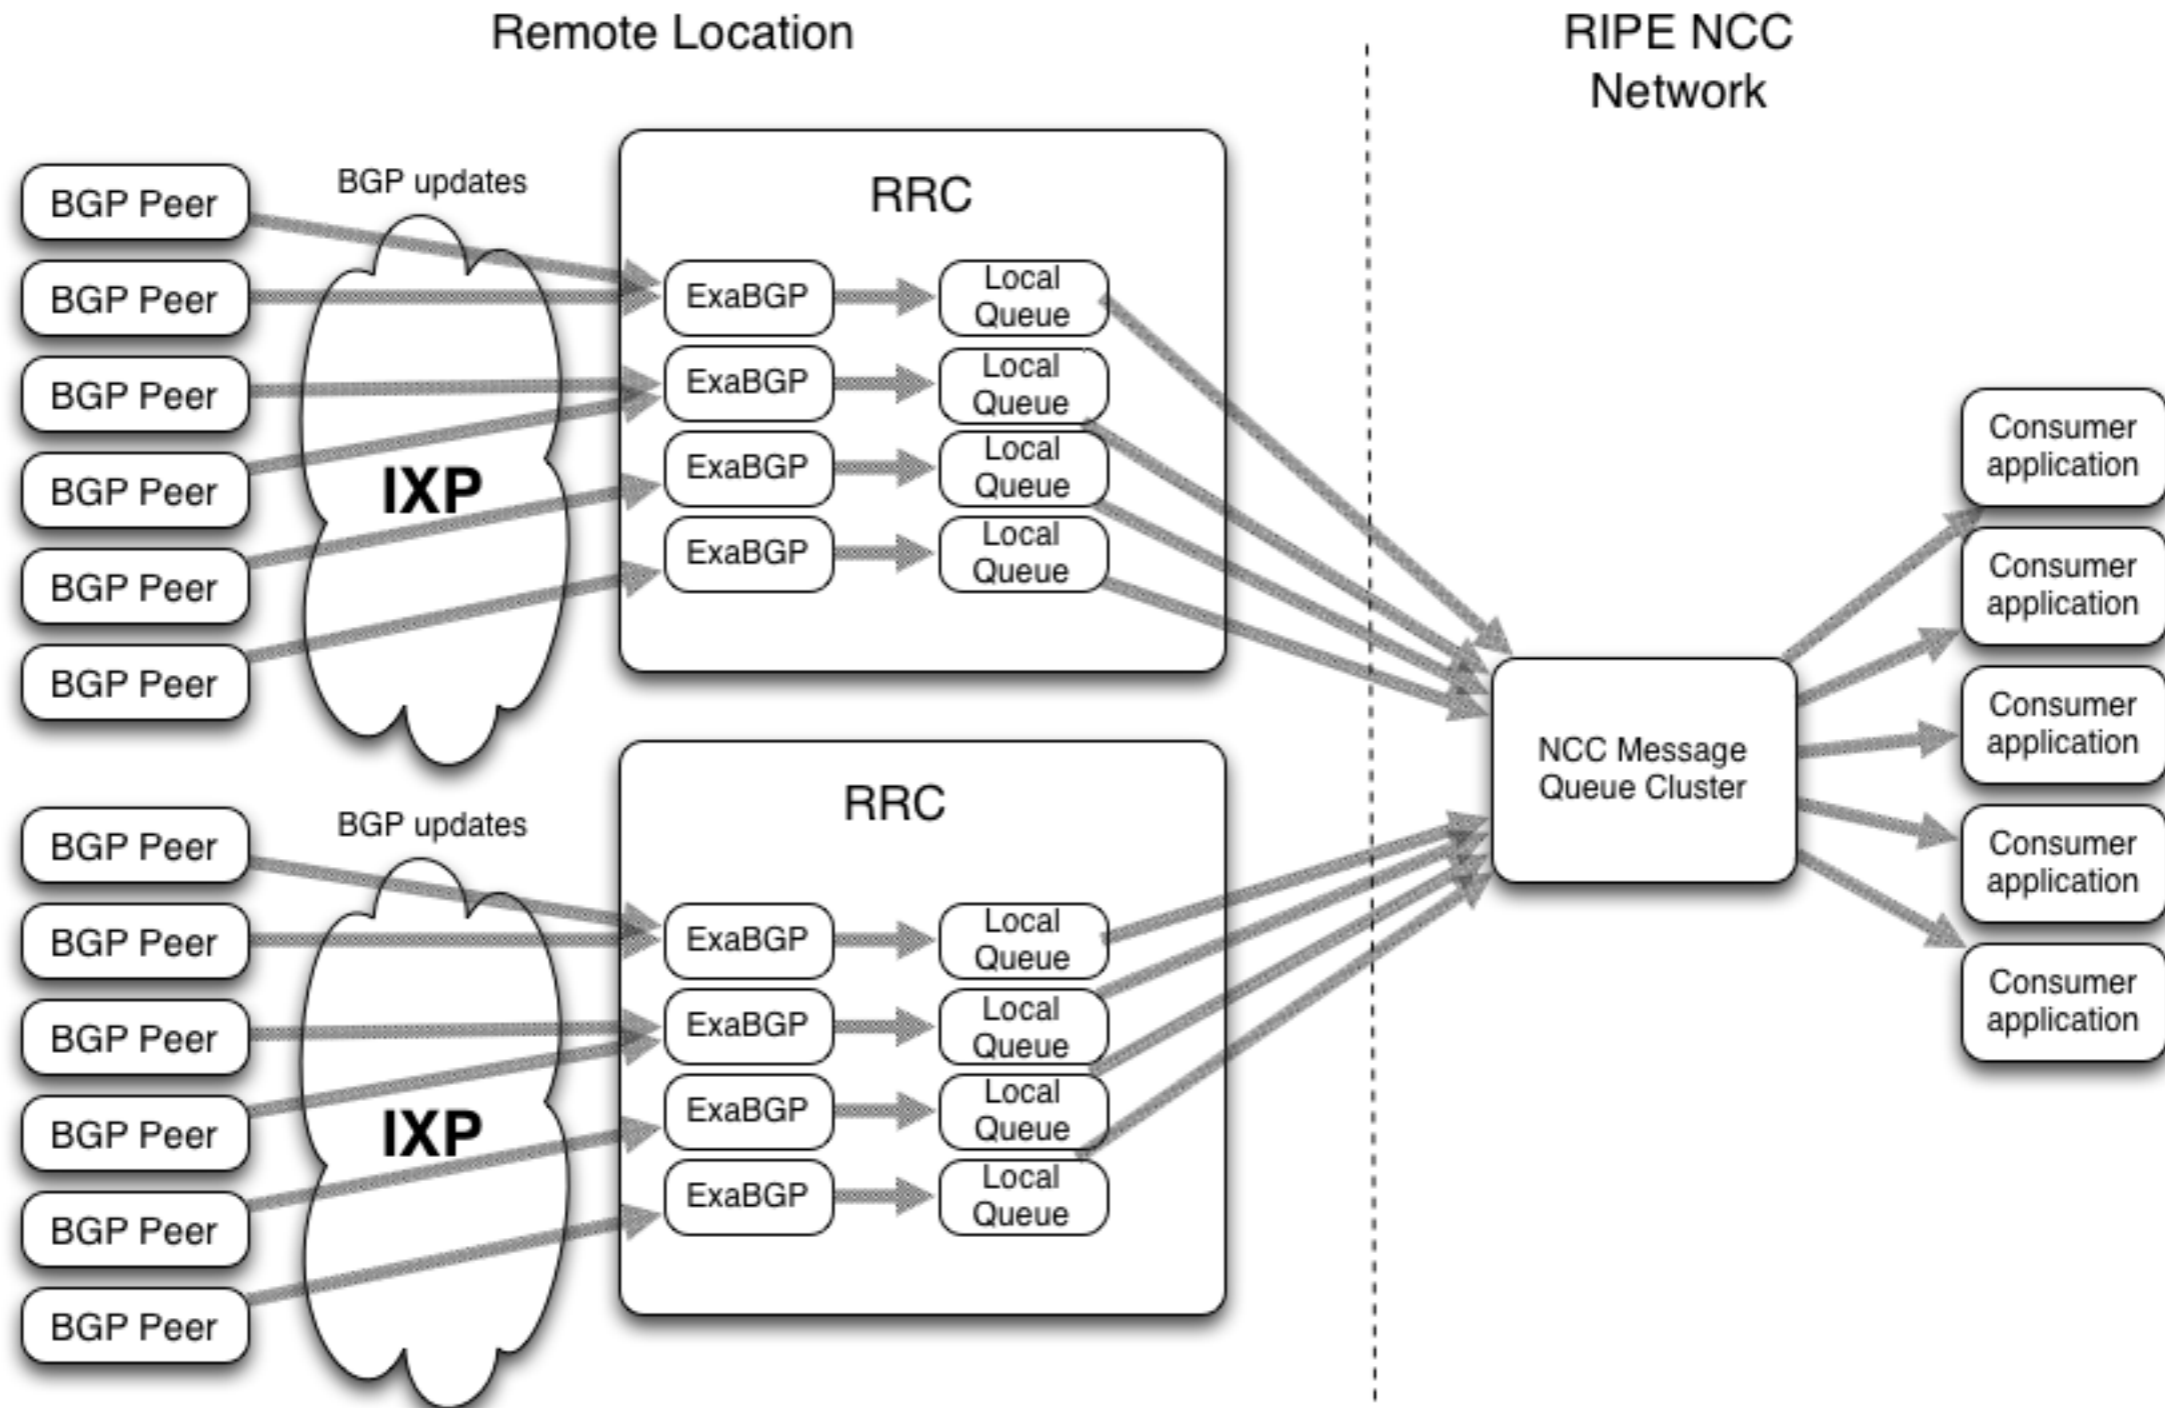 Remote Location
RIPE NCC
Network
BGP Peer
BGP Peer
BGP Peer
BGP Peer
BGP Peer
BGP Peer
BGP updates
IXP
RRC
ExaBGP
Local
Queue
ExaBGP
Local
Queue
ExaBGP
Local
Queue
ExaBGP
Local
Queue
BGP Peer
BGP Peer
BGP Peer
BGP Peer
BGP Peer
BGP Peer
BGP updates
IXP
RRC
ExaBGP
Local
Queue
ExaBGP
Local
Queue
ExaBGP
Local
Queue
ExaBGP
Local
Queue
NCC Message
Queue Cluster
Consumer
application
Consumer
application
Consumer
application
Consumer
application
Consumer
application